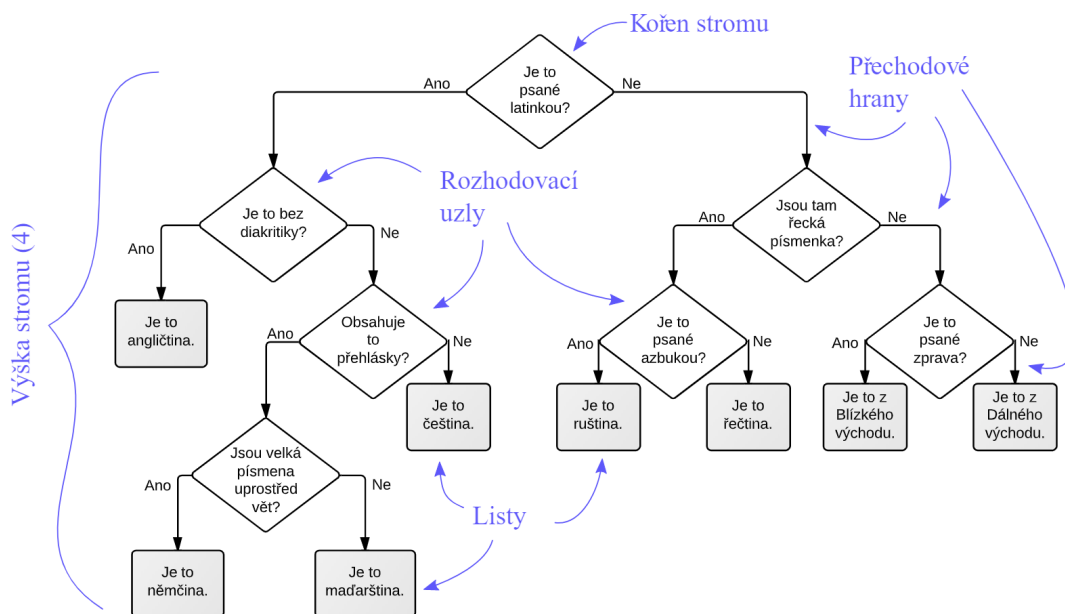 Kořen stromu
Je to
psané
latinkou?
Ano
Ne
Přechodové
hrany
Rozhodovací
uzly
Výška stromu (4)
Je to bez
diakritiky?
Ano
Ne
Jsou tam
řecká
písmenka?
Ano
Ne
Je to
angličtina.
Obsahuje
to
přehlásky?
Ano
Ne
Je to
psané
azbukou?
Ano
Ne
Je to
psané
zprava?
Ano
Ne
Je to
čeština.
Je to
ruština.
Je to
řečtina.
Je to z
Blízkého
východu.
Je to z
Dálného
východu.
Jsou velká
písmena
uprostřed
vět?
Ano
Ne
Listy
Je to
němčina.
Je to
maďarština.